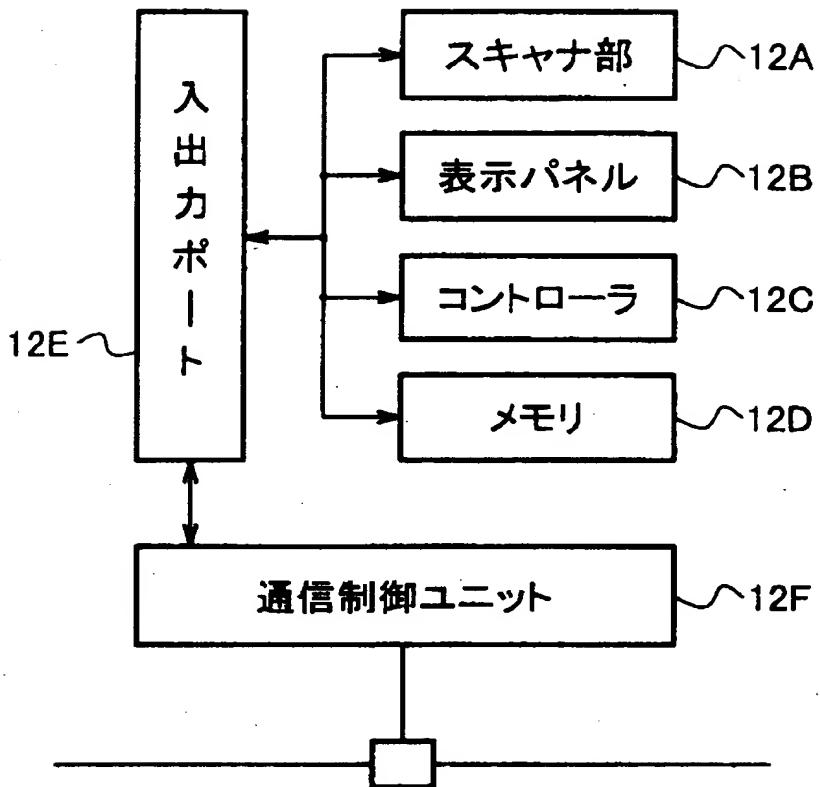 スキャナ部
12A
入出力ポート
表示パネル
12B
コントローラ
12C
12E
メモリ
12D
通信制御ユニット
12F